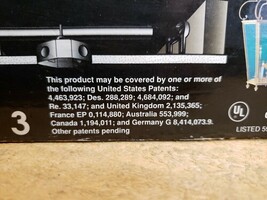 This product may be covered by one or more of
the following United States Patents:
4,463,923; Des. 288,289; 4,684,092; and
Re. 33,147; and United Kingdom 2,135,365;
France EP 0,114,880; Australia 553,999;
Canada 1,194,011; and Germany G 8,414,073.9.
Other patents pending
3
UL
LISTED